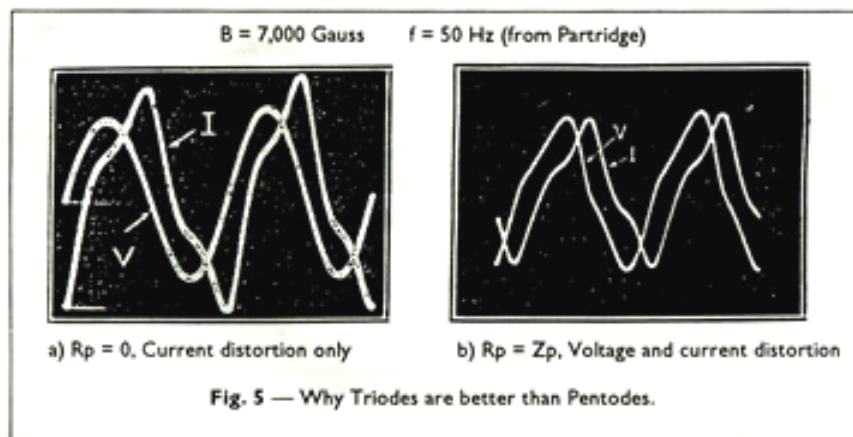 B = 7,000 Gauss f = 50 Hz (from Partridge)
I
V
V
I
a) Rp = 0, Current distortion only
b) Rp = Zp, Voltage and current distortion
Fig. 5 — Why Triodes are better than Pentodes.